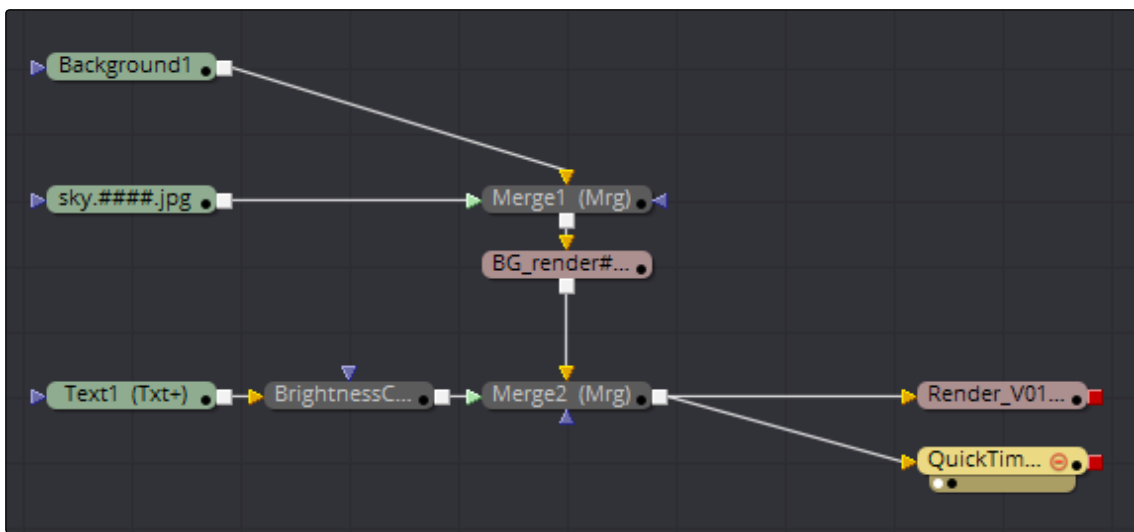 Background1
sky.####.jpg
Merge1 (Mrg)
BG_render#...
Text1 (Txt+)
BrightnessC...
Merge2 (Mrg)
Render_V01...
QuickTim...